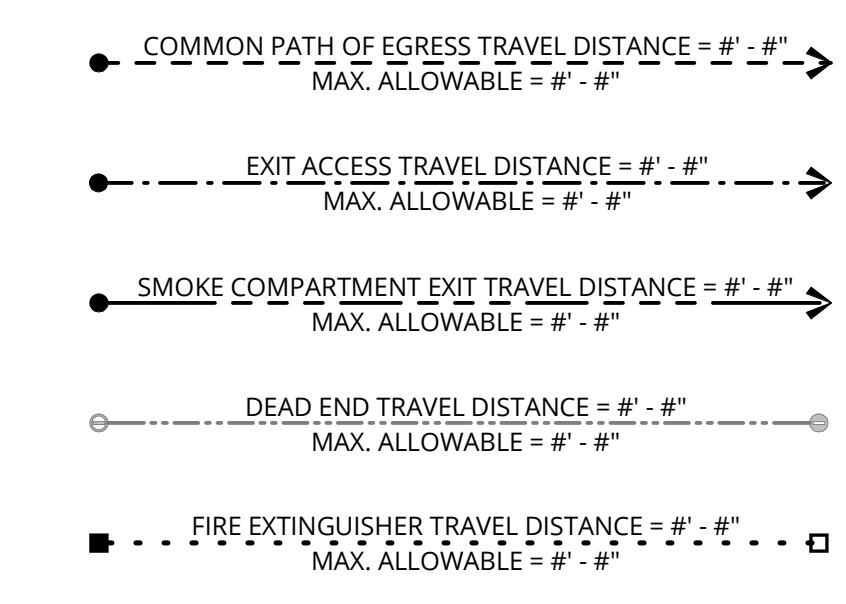 COMMON PATH OF EGRESS TRAVEL DISTANCE = #' - #"
MAX. ALLOWABLE = #' - #"
EXIT ACCESS TRAVEL DISTANCE = #' - #"
MAX. ALLOWABLE = #' - #"
SMOKE COMPARTMENT EXIT TRAVEL DISTANCE = #' - #"
MAX. ALLOWABLE = #' - #"
DEAD END TRAVEL DISTANCE = #' - #"
MAX. ALLOWABLE = #' - #"
FIRE EXTINGUISHER TRAVEL DISTANCE = #' - #"
MAX. ALLOWABLE = #' - #"